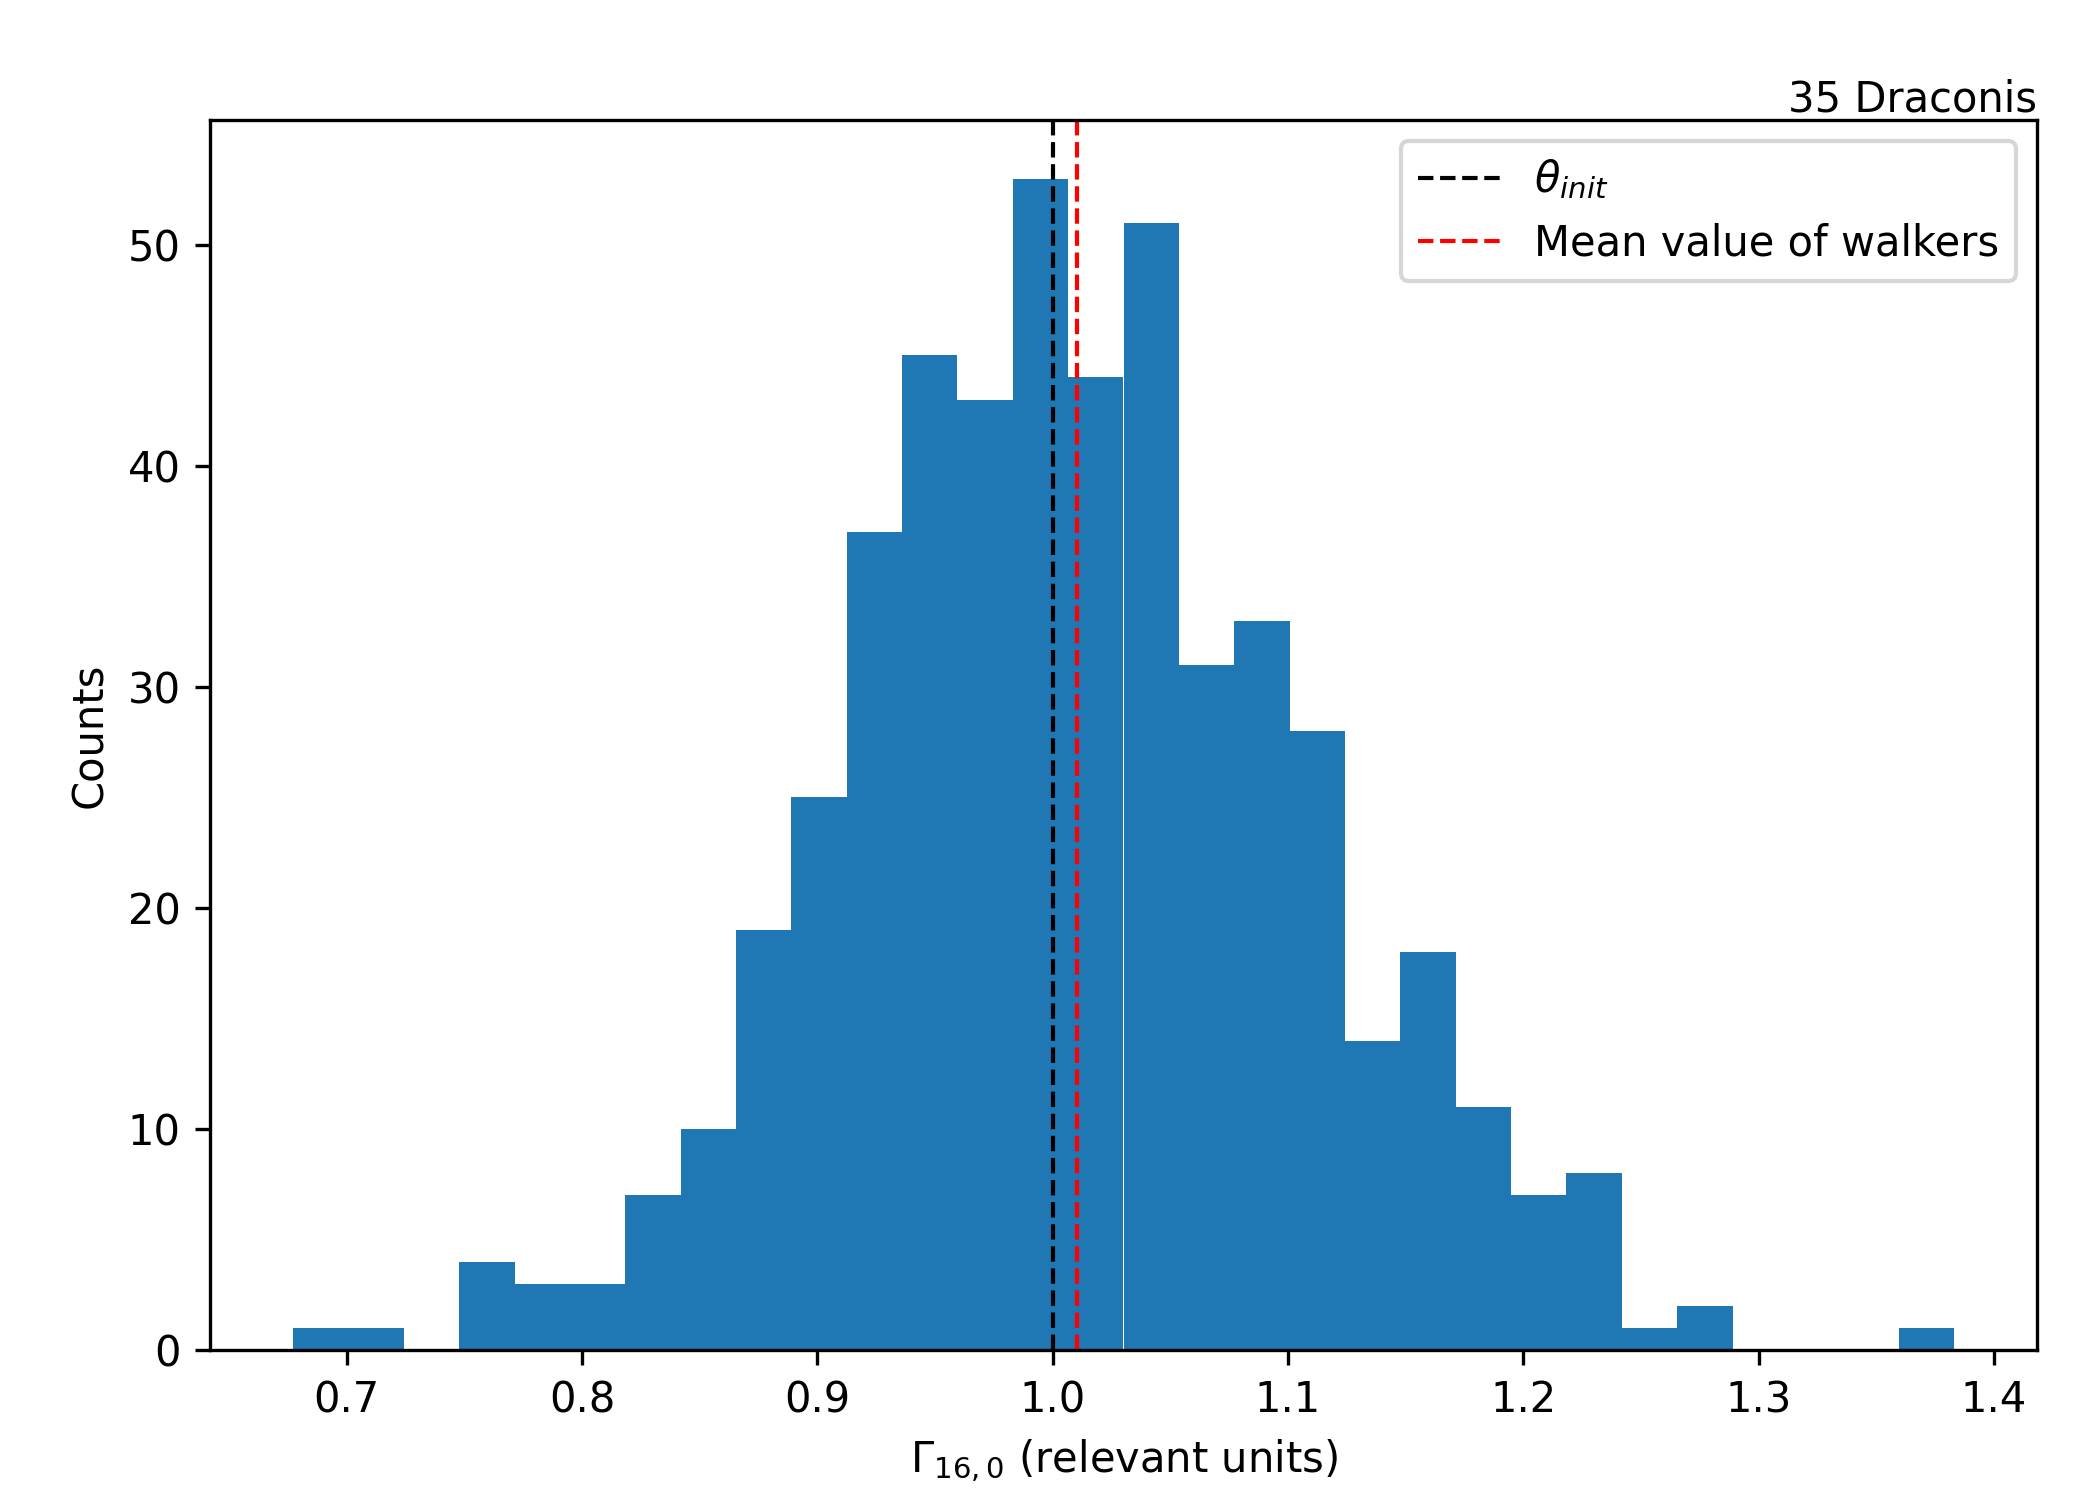 35 Draconis
θinit
Mean value of walkers
50
40
30
20
10
0
Counts
0.7 0.8 0.9 1.0 1.1 1.2 1.3 1.4
Γ16,0 (relevant units)